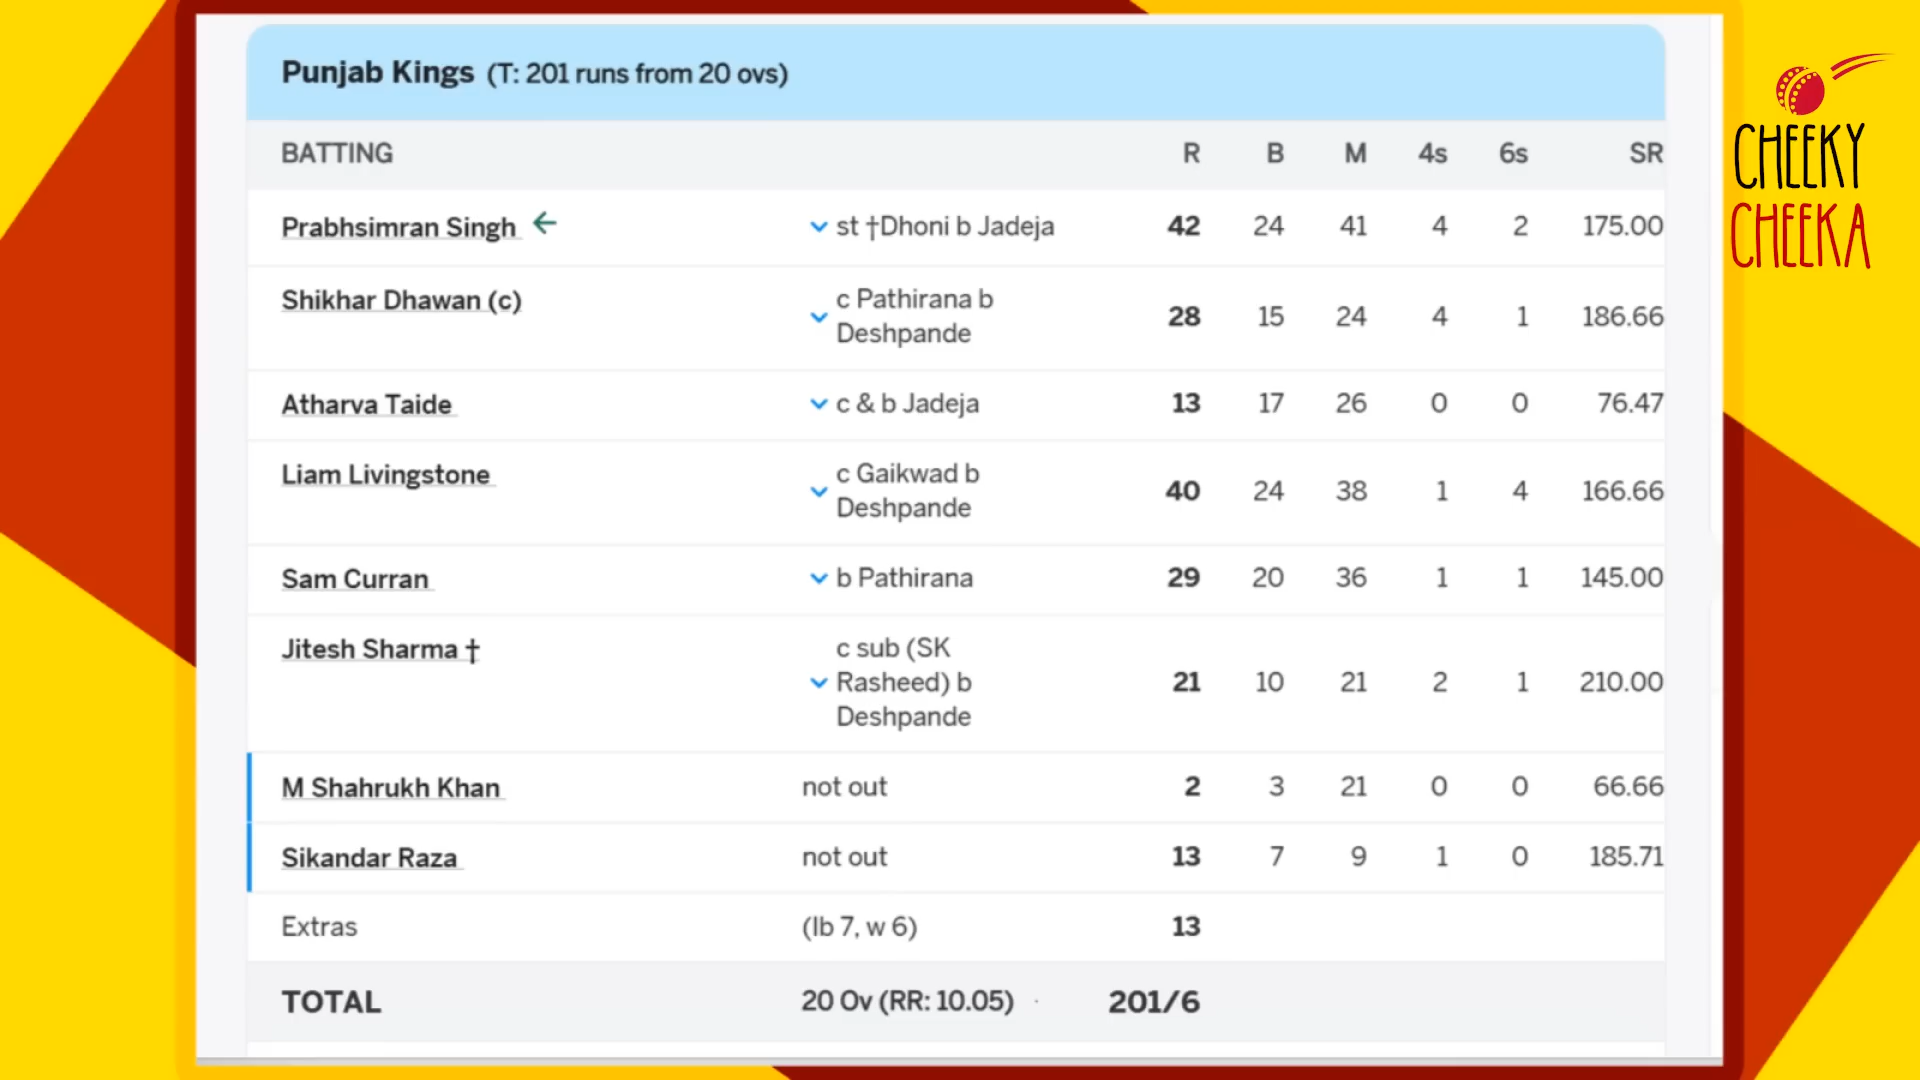 Punjab Kings (T: 201 runs from 20 ovs)
BATTING R B M 4s 6s SR
Prabhsimran Singh st †Dhoni b Jadeja 42 24 41 4 2 175.00
Shikhar Dhawan (c) c Pathirana b Deshpande 28 15 24 4 1 186.66
Atharva Taide c & b Jadeja 13 17 26 0 0 76.47
Liam Livingstone c Gaikwad b Deshpande 40 24 38 1 4 166.66
Sam Curran b Pathirana 29 20 36 1 1 145.00
Jitesh Sharma † c sub (SK Rasheed) b Deshpande 21 10 21 2 1 210.00
M Shahrukh Khan not out 2 3 21 0 0 66.66
Sikandar Raza not out 13 7 9 1 0 185.71
Extras (lb 7, w 6) 13
TOTAL 20 Ov (RR: 10.05) 201/6
CHEEKY
CHEEKA